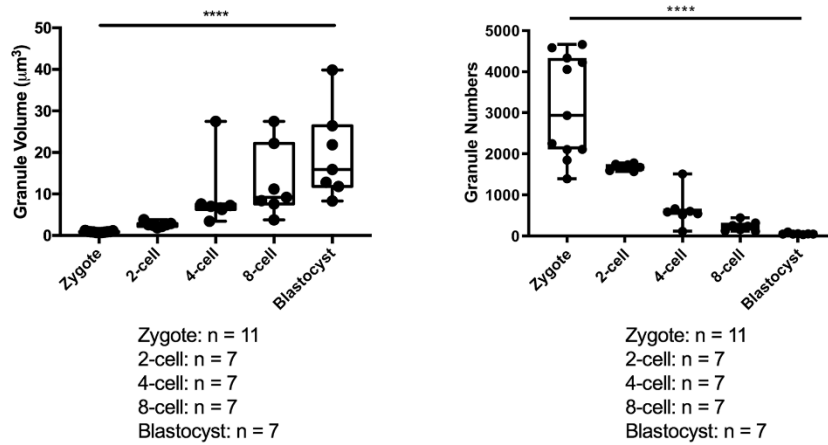 ****
Granule Volume (μm³)
50
40
30
20
10
0
Zygote
2-cell
4-cell
8-cell
Blastocyst
Zygote: n = 11
2-cell: n = 7
4-cell: n = 7
8-cell: n = 7
Blastocyst: n = 7
****
Granule Numbers
5000
4000
3000
2000
1000
0
Zygote
2-cell
4-cell
8-cell
Blastocyst
Zygote: n = 11
2-cell: n = 7
4-cell: n = 7
8-cell: n = 7
Blastocyst: n = 7